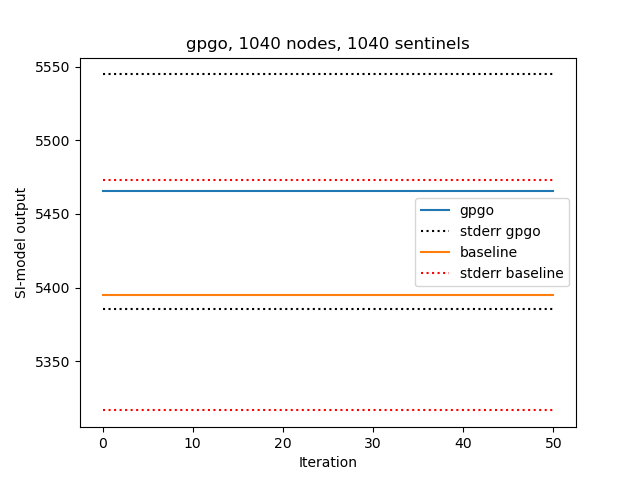 gpgo, 1040 nodes, 1040 sentinels
SI-model output
5550
5500
5450
5400
5350
gpgo
stderr gpgo
baseline
stderr baseline
0 10 20 30 40 50
Iteration